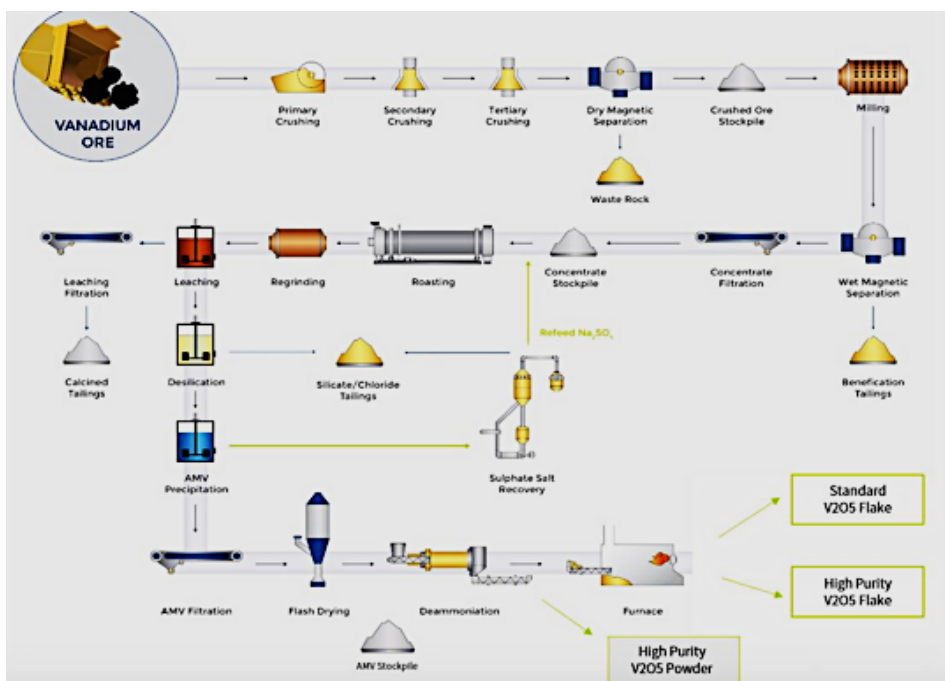 VANADIUM
ORE
Primary
Crushing
Secondary
Crushing
Tertiary
Crushing
Dry Magnetic
Separation
Crushed Ore
Stockpile
Milling
Waste Rock
Leaching
Filtration
Leaching
Regrinding
Roasting
Concentrate
Stockpile
Concentrate
Filtration
Wet Magnetic
Separation
Refeed Na₂SO₄
Calcined
Tailings
Desilication
Silicate/Chloride
Tailings
Benefication
Tailings
AMV
Precipitation
Sulphate Salt
Recovery
Standard
V2O5 Flake
High Purity
V2O5 Flake
AMV Filtration
Flash Drying
Deammoniation
Furnace
AMV Stockpile
High Purity
V2O5 Powder